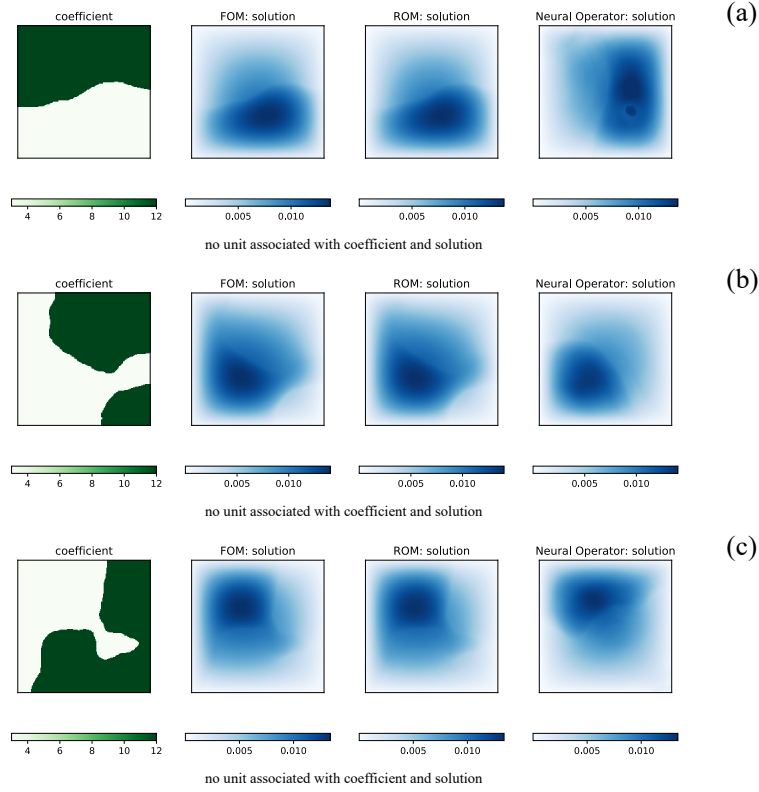 (a)
coefficient FOM: solution ROM: solution Neural Operator: solution
4 6 8 10 12 0.005 0.010 0.005 0.010 0.005 0.010
no unit associated with coefficient and solution
(b)
coefficient FOM: solution ROM: solution Neural Operator: solution
4 6 8 10 12 0.005 0.010 0.005 0.010 0.005 0.010
no unit associated with coefficient and solution
(c)
coefficient FOM: solution ROM: solution Neural Operator: solution
4 6 8 10 12 0.005 0.010 0.005 0.010 0.005 0.010
no unit associated with coefficient and solution